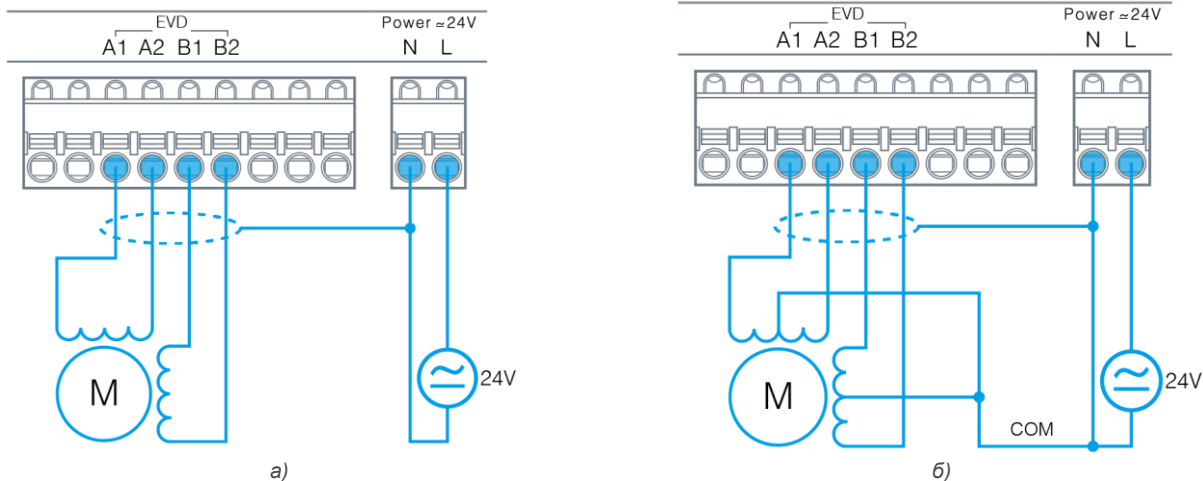 EVD
Power ≃24V
A1 A2 B1 B2
N L
M
24V
а)
EVD
Power ≃24V
A1 A2 B1 B2
N L
M
24V
COM
б)